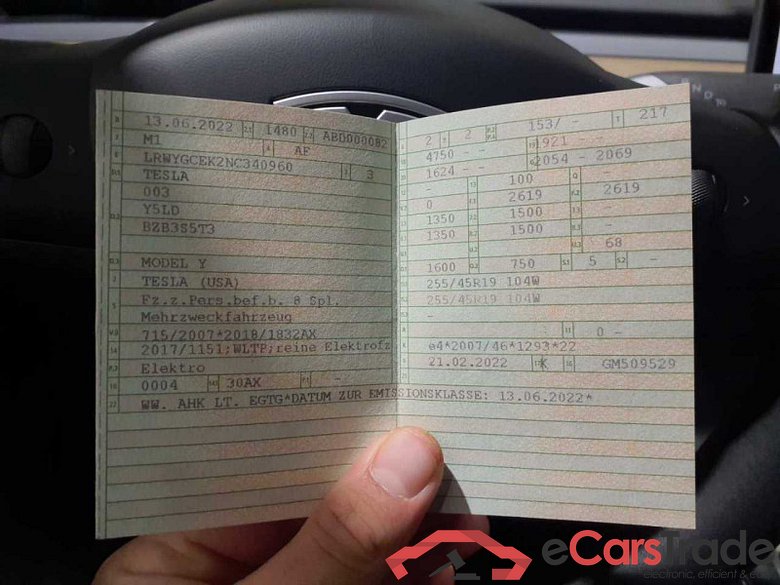 13.06.2022 1480 ABD000082
M1 AF
LRWYGCEK2NC340960 3
TESLA
003
Y5LD
BZB3S5T3
MODEL Y
TESLA (USA)
Fz.z.Pers.bef.b. 8 Spl.
Mehrzweckfahrzeug
715/2007*2018/1832AX
2017/1151;WLTP;reine Elektrofz
Elektro
0004 30AX -
WW. AHK LT. EGTG*DATUM ZUR EMISSIONSKLASSE: 13.06.2022*
2 2 153/ - 217
4750 - - 1921 -
1624 - - 2054 - 2069
- 100 -
0 2619 2619
1350 1500 -
1350 1500 -
- - 68
1600 750 5 -
255/45R19 104W
255/45R19 104W
-
- 0 -
e4*2007/46*1293*22
21.02.2022 K GM509529
P R N D
eCarsTrade
electronic, efficient &